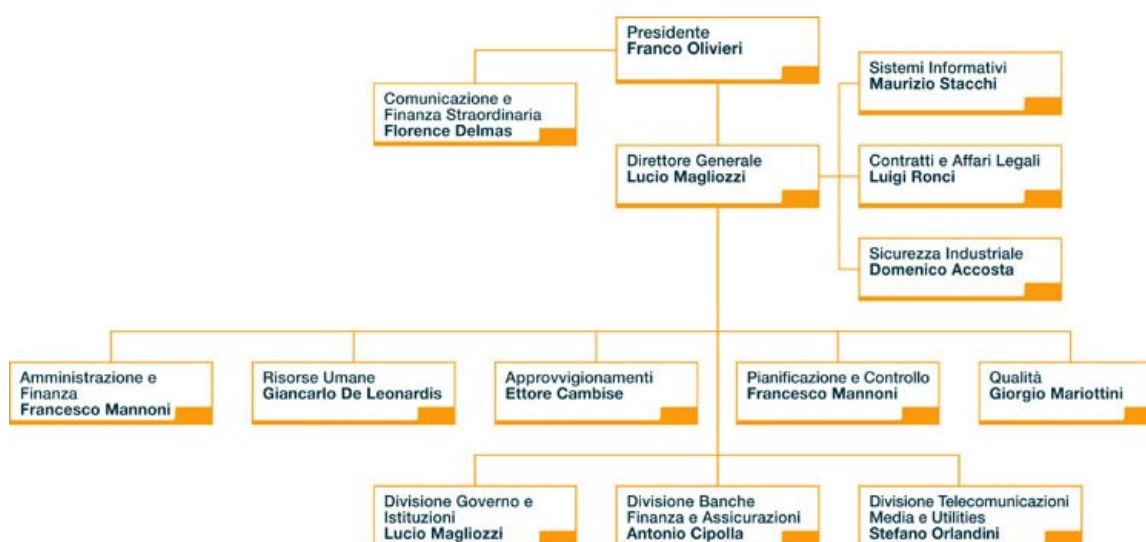 Presidente
Franco Olivieri
Comunicazione e
Finanza Straordinaria
Florence Delmas
Sistemi Informativi
Maurizio Stacchi
Direttore Generale
Lucio Magliozzi
Contratti e Affari Legali
Luigi Ronci
Sicurezza Industriale
Domenico Accosta
Amministrazione e
Finanza
Francesco Mannoni
Risorse Umane
Giancarlo De Leonardis
Approvvigionamenti
Ettore Cambise
Pianificazione e Controllo
Francesco Mannoni
Qualità
Giorgio Mariottini
Divisione Governo e
Istituzioni
Lucio Magliozzi
Divisione Banche
Finanza e Assicurazioni
Antonio Cipolla
Divisione Telecomunicazioni
Media e Utilities
Stefano Orlandini